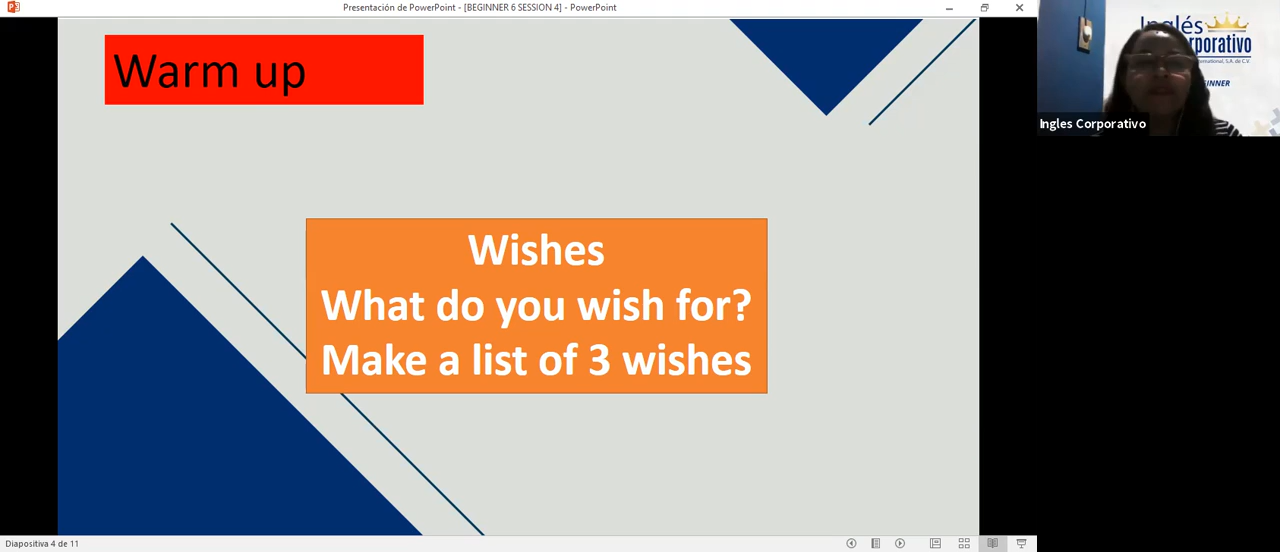 Presentación de PowerPoint - [BEGINNER 6 SESSION 4] - PowerPoint
Warm up
Wishes
What do you wish for?
Make a list of 3 wishes
Inglés
Ingles Corporativo
Diapositiva 4 de 11